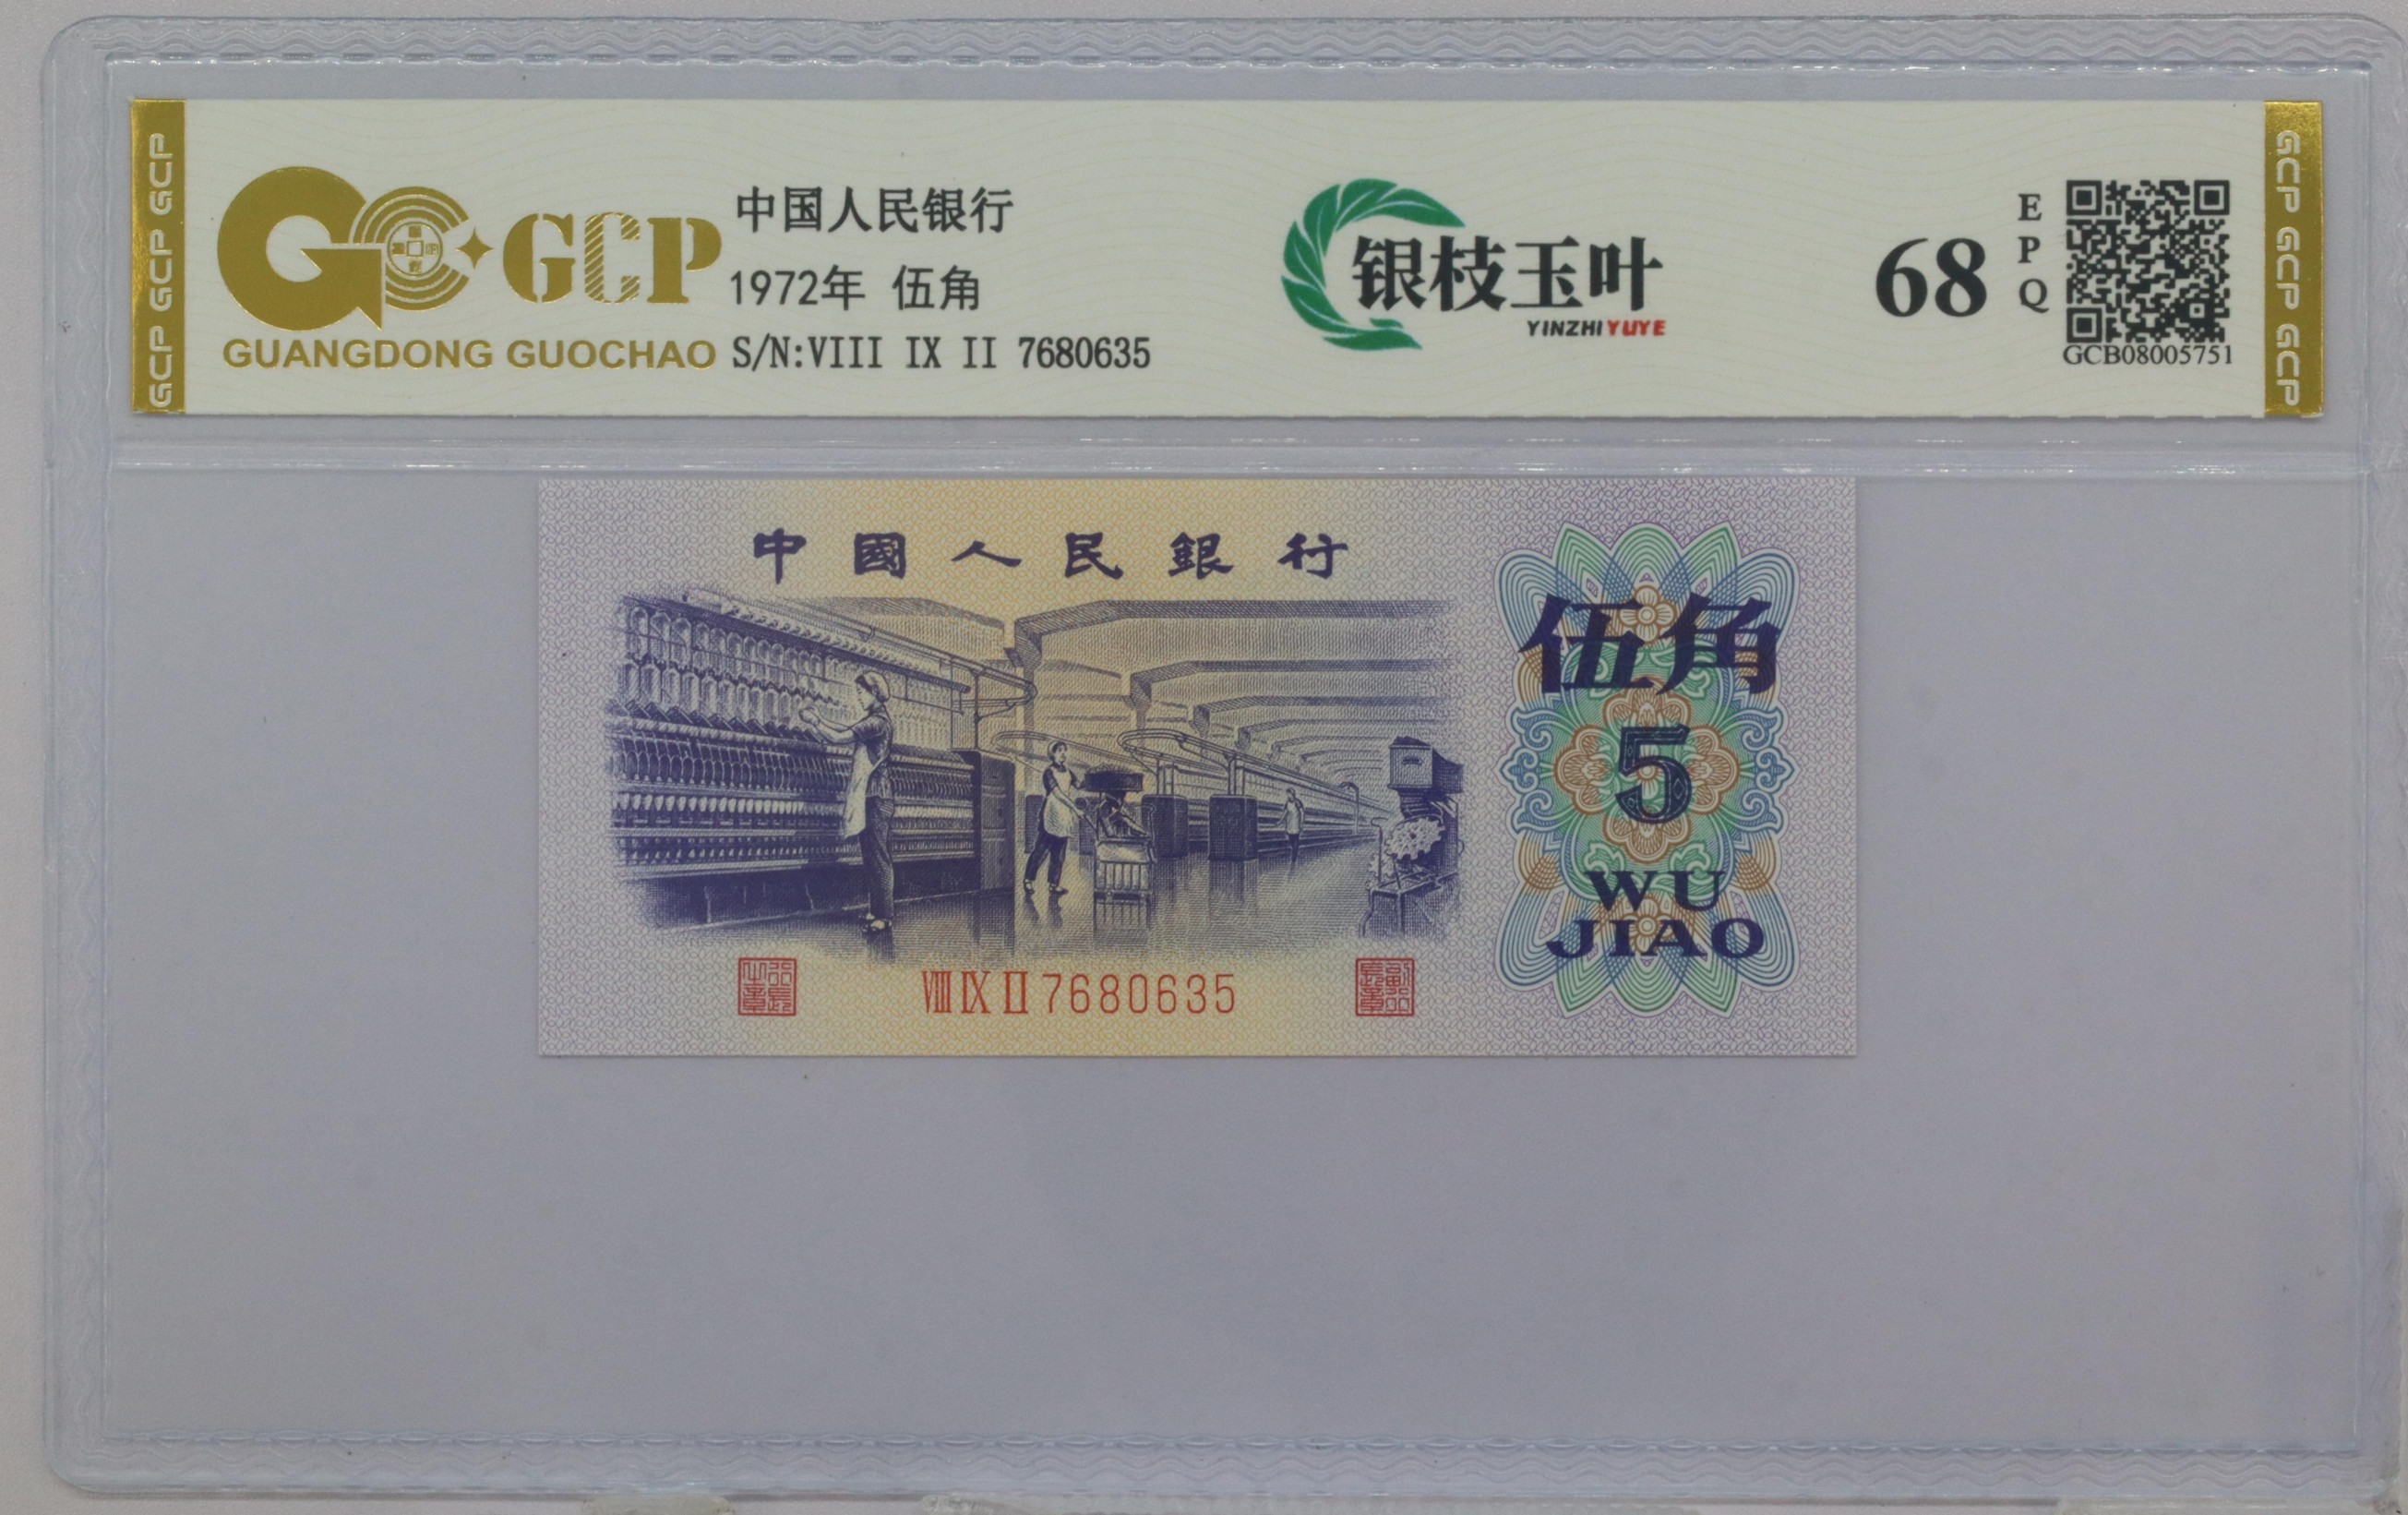 GCP GCP GCP
GCP
GUANGDONG GUOCHAO
中国人民银行
1972年 伍角
S/N:VIII IX II 7680635
银枝玉叶
YINZHIYUYE
68
EPQ
GCB08005751
GCP GCP GCP
中國人民銀行
伍角
5
WU
JIAO
VIII IX II 7680635